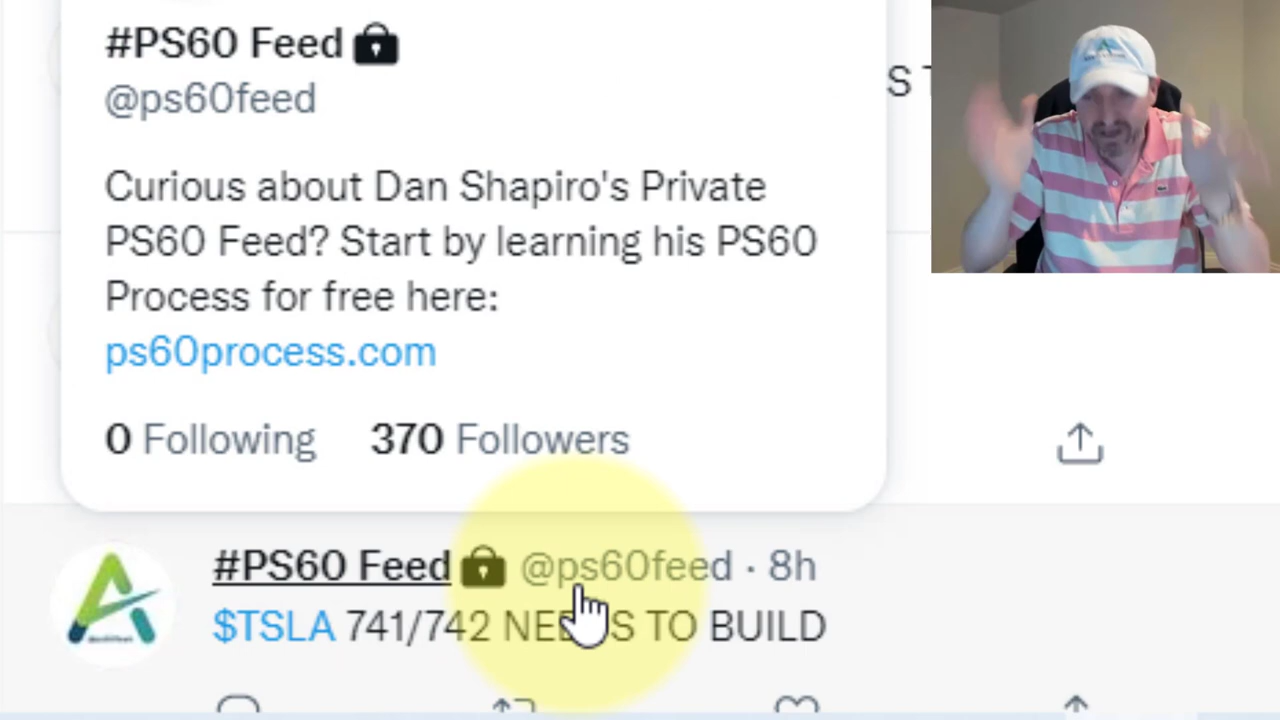 #PS60 Feed
@ps60feed
S T
Curious about Dan Shapiro's Private
PS60 Feed? Start by learning his PS60
Process for free here:
ps60process.com
0 Following 370 Followers
#PS60 Feed @ps60feed · 8h
$TSLA 741/742 NEEDS TO BUILD